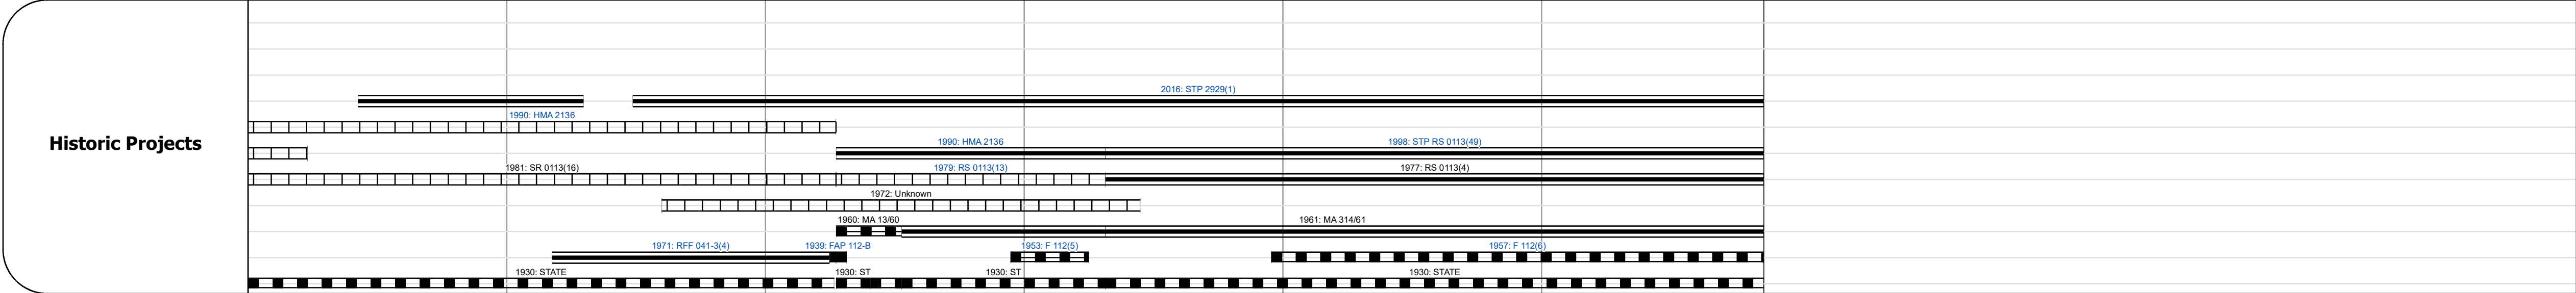 Historic Projects
2016: STP 2929(1)
1990: HMA 2136
1990: HMA 2136
1998: STP RS 0113(49)
1981: SR 0113(16)
1979: RS 0113(13)
1977: RS 0113(4)
1972: Unknown
1960: MA 13/60
1961: MA 314/61
1971: RFF 041-3(4)
1939: FAP 112-B
1953: F 112(5)
1957: F 112(6)
1930: STATE
1930: ST
1930: ST
1930: STATE